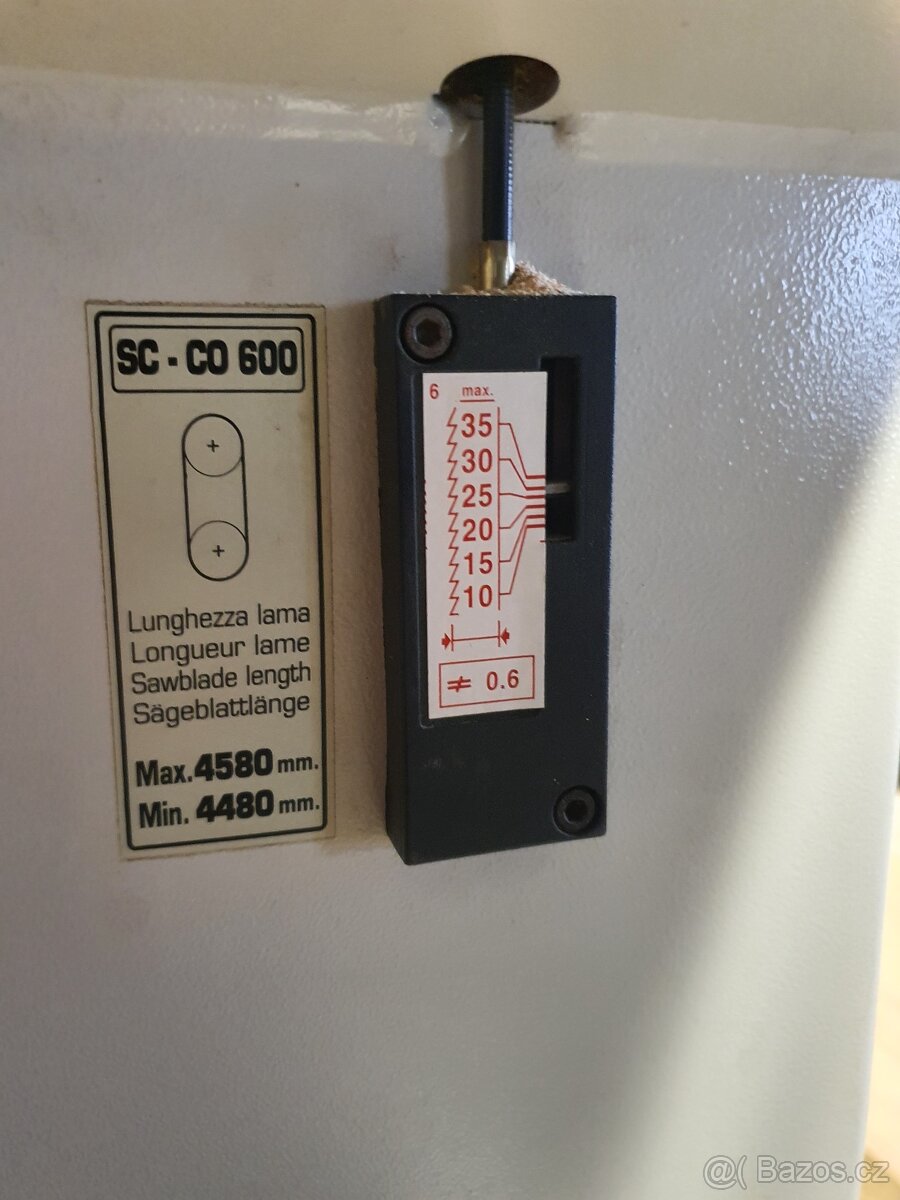 SC - CO 600
Lunghezza lama
Longueur lame
Sawblade length
Sägeblattlänge
Max. 4580 mm.
Min. 4480 mm.
6 max.
35
30
25
20
15
10
≠ 0.6
@( Bazos.cz